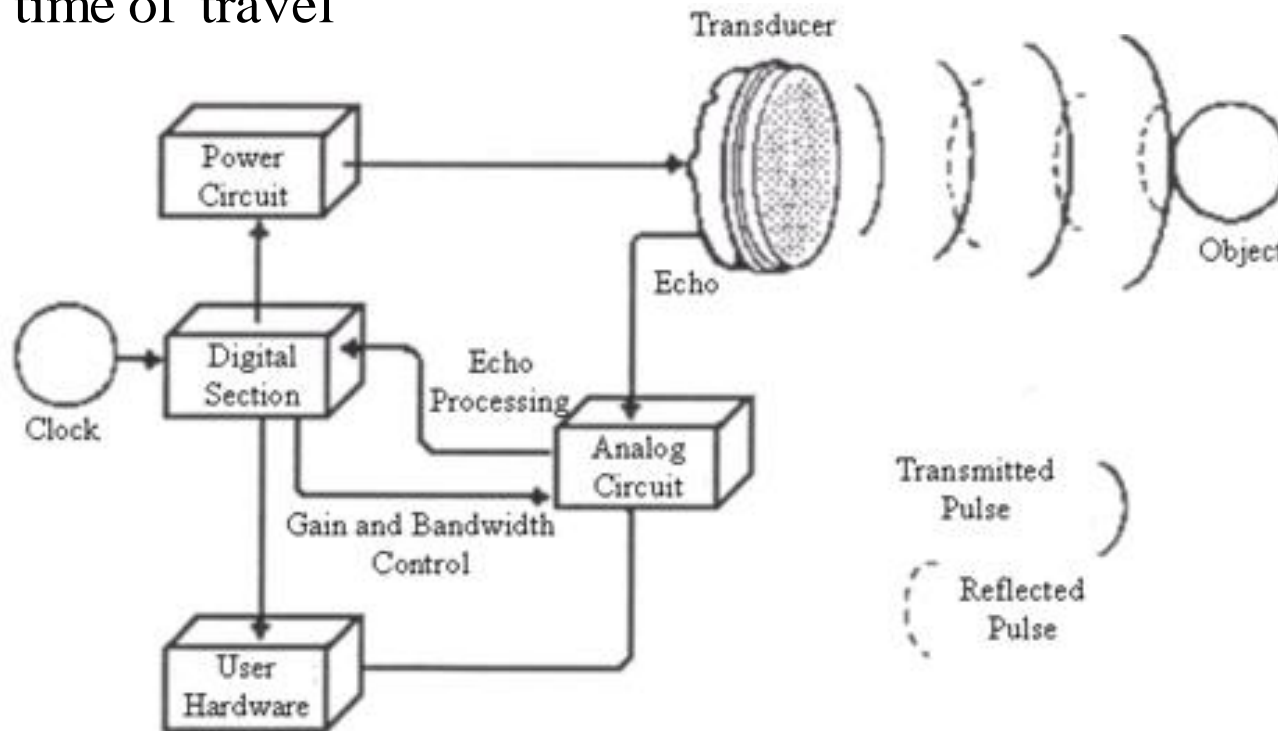 time of travel
Transducer
Power
Circuit
Object
Echo
Digital
Section
Echo
Processing
Clock
Analog
Circuit
Gain and Bandwidth
Control
Transmitted
Pulse
Reflected
Pulse
User
Hardware